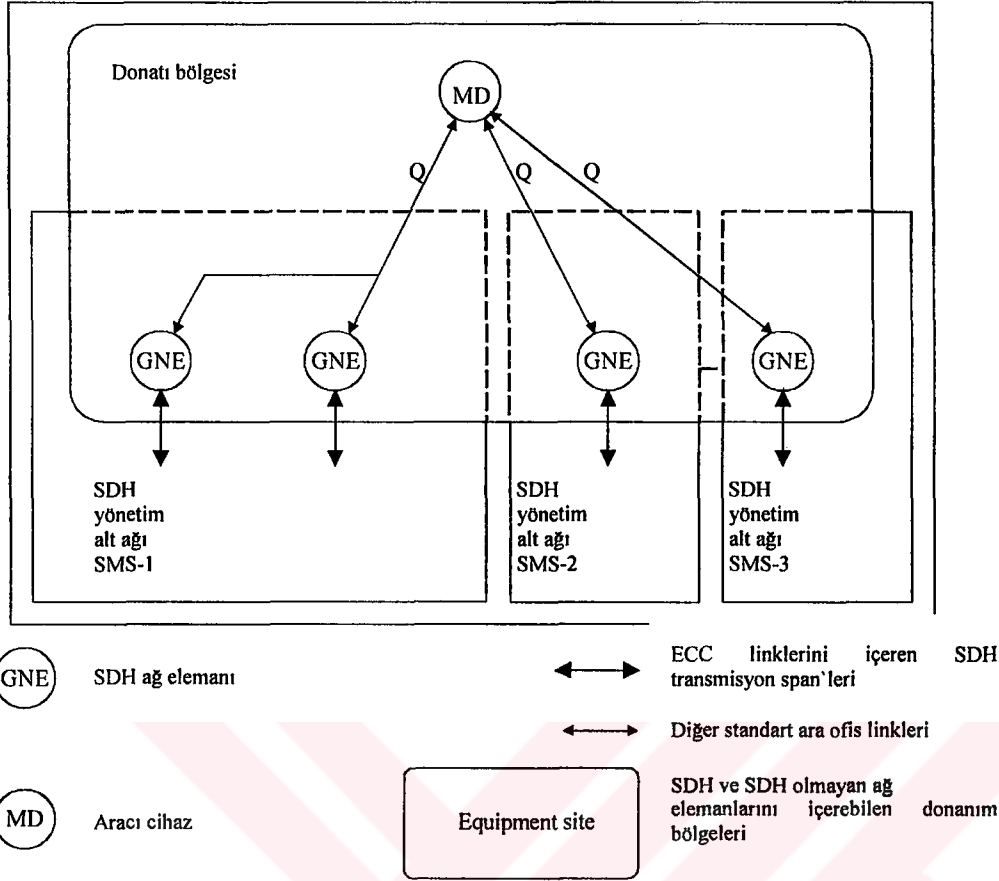 Donatı bölgesi
MD
Q Q Q
GNE GNE GNE GNE
SDH
yönetim
alt ağı
SMS-1
SDH
yönetim
alt ağı
SMS-2
SDH
yönetim
alt ağı
SMS-3
GNE
SDH ağ elemanı
ECC linklerini içeren SDH
transmisyon span`leri
Diğer standart ara ofis linkleri
MD
Aracı cihaz
Equipment site
SDH ve SDH olmayan ağ
elemanlarını içerebilen donanım
bölgeleri